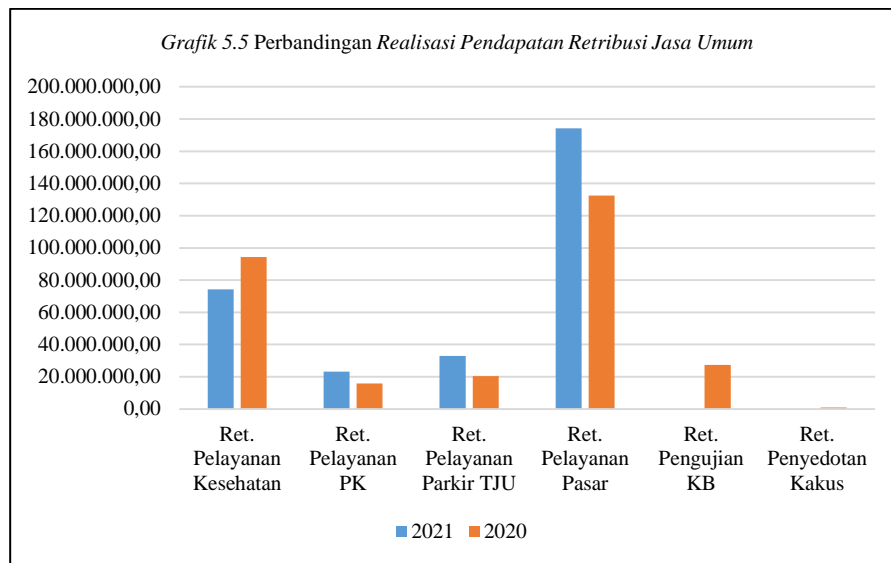 Grafik 5.5 Perbandingan Realisasi Pendapatan Retribusi Jasa Umum
200.000.000,00
180.000.000,00
160.000.000,00
140.000.000,00
120.000.000,00
100.000.000,00
80.000.000,00
60.000.000,00
40.000.000,00
20.000.000,00
0,00
Ret.
Pelayanan
Kesehatan
Ret.
Pelayanan
PK
Ret.
Pelayanan
Parkir TJU
Ret.
Pelayanan
Pasar
Ret.
Pengujian
KB
Ret.
Penyedotan
Kakus
2021 2020